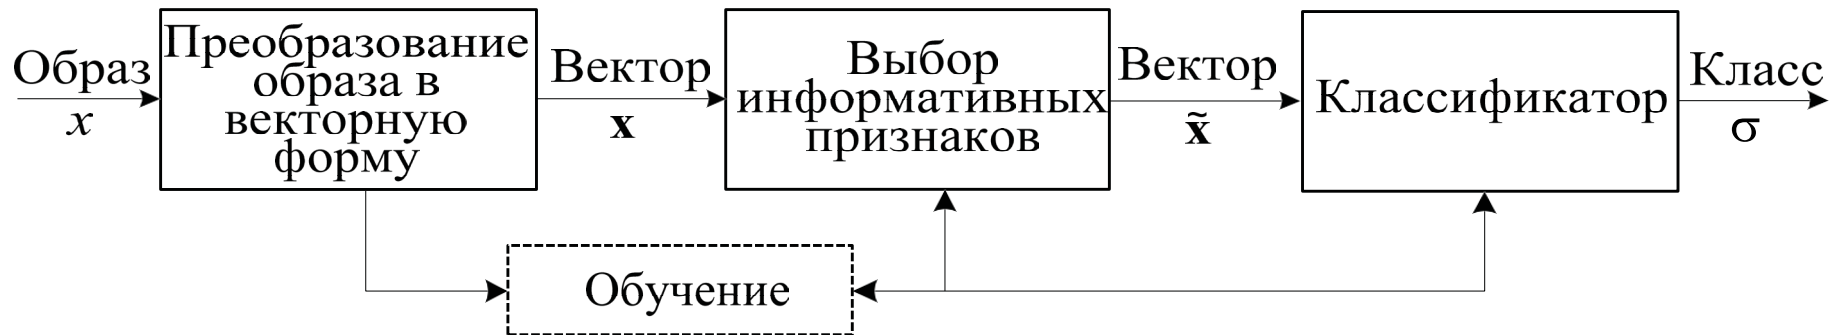 Образ
x
Преобразование
образа в
векторную
форму
Вектор
x
Выбор
информативных
признаков
Вектор
x̃
Классификатор
Класс
σ
Обучение